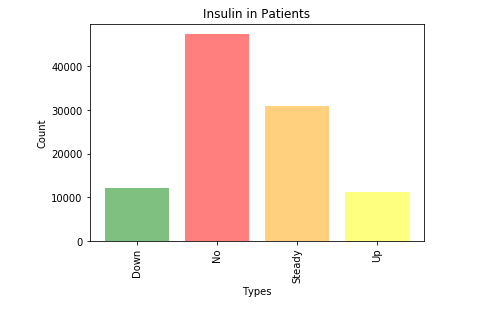 Insulin in Patients
Count
40000
30000
20000
10000
0
Down
No
Steady
Up
Types